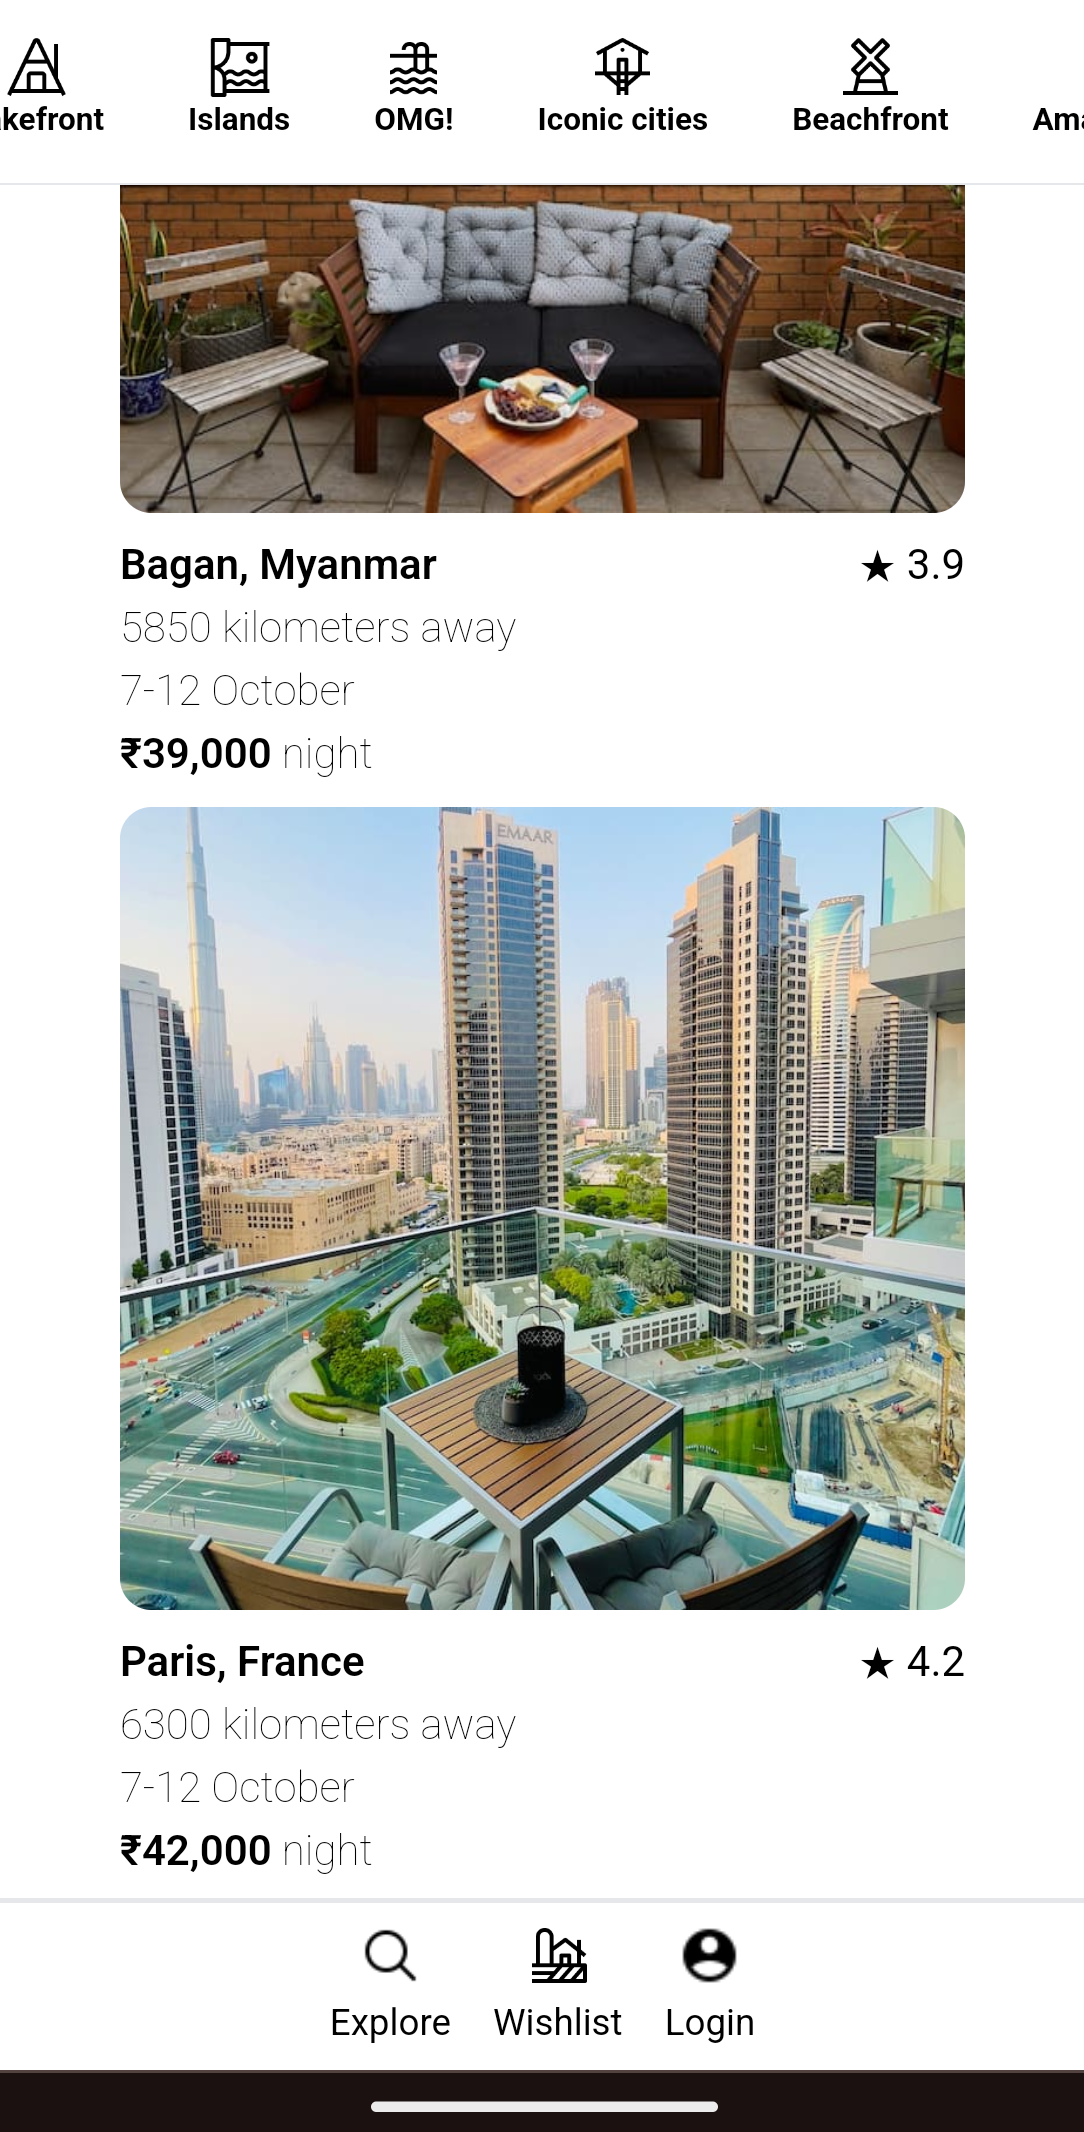 kefront
Islands
OMG!
Iconic cities
Beachfront
Ama
Bagan, Myanmar
★ 3.9
5850 kilometers away
7-12 October
₹39,000 night
EMAAR
Paris, France
★ 4.2
6300 kilometers away
7-12 October
₹42,000 night
Explore
Wishlist
Login